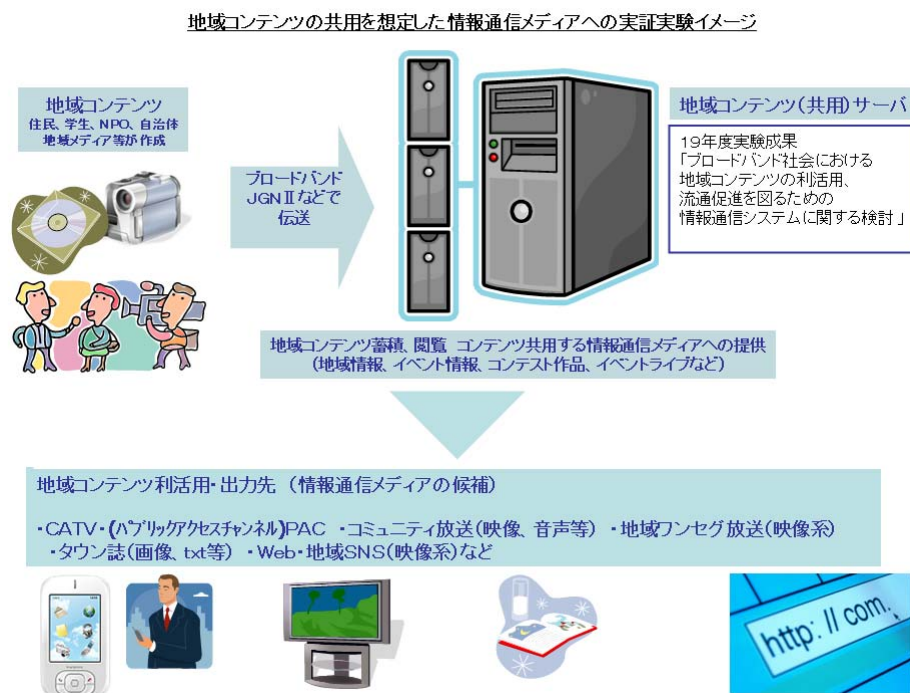 地域コンテンツの共用を想定した情報通信メディアへの実証実験イメージ
地域コンテンツ
住民、学生、NPO、自治体
地域メディア等が作成
ブロードバンド
JGNⅡなどで
伝送
地域コンテンツ(共用)サーバ
19年度実験成果
「ブロードバンド社会における
地域コンテンツの利活用、
流通促進を図るための
情報通信システムに関する検討」
地域コンテンツ蓄積、閲覧 コンテンツ共用する情報通信メディアへの提供
(地域情報、イベント情報、コンテスト作品、イベントライブなど)
地域コンテンツ利活用・出力先 (情報通信メディアの候補)
・CATV・(パブリックアクセスチャンネル)PAC ・コミュニティ放送(映像、音声等) ・地域ワンセグ放送(映像系)
・タウン誌(画像、txt等) ・Web・地域SNS(映像系)など
http: // com.